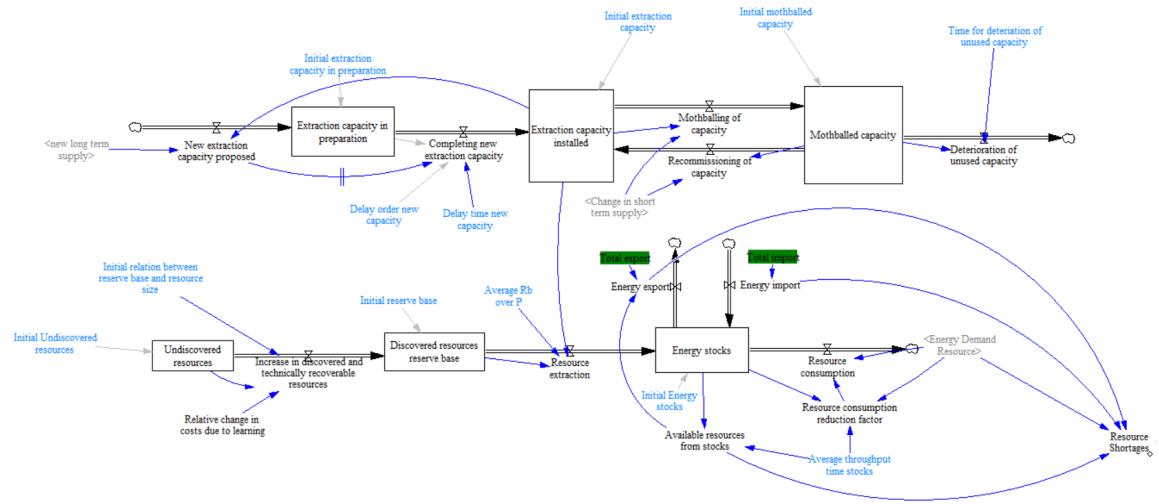 Initial extraction
capacity
Initial mothballed
capacity
Time for deteriation of
unused capacity
Initial extraction
capacity in preparation
Extraction capacity in
preparation
Extraction capacity
installed
Mothballed capacity
<new long term
supply>
New extraction
capacity proposed
Completing new
extraction capacity
Mothballing of
capacity
Recommissioning of
capacity
Deterioration of
unused capacity
Delay order new
capacity
Delay time new
capacity
<Change in short
term supply>
Total export
Total import
Energy export
Energy import
Initial relation between
reserve base and resource
size
Initial reserve base
Average Rb
over P
Initial Undiscovered
resources
Undiscovered
resources
Increase in discovered and
technically recoverable
resources
Discovered resources
reserve base
Resource
extraction
Energy stocks
Resource
consumption
<Energy Demand
Resource>
Initial Energy
stocks
Relative change in
costs due to learning
Resource consumption
reduction factor
Available resources
from stocks
Average throughput
time stocks
Resource
Shortages